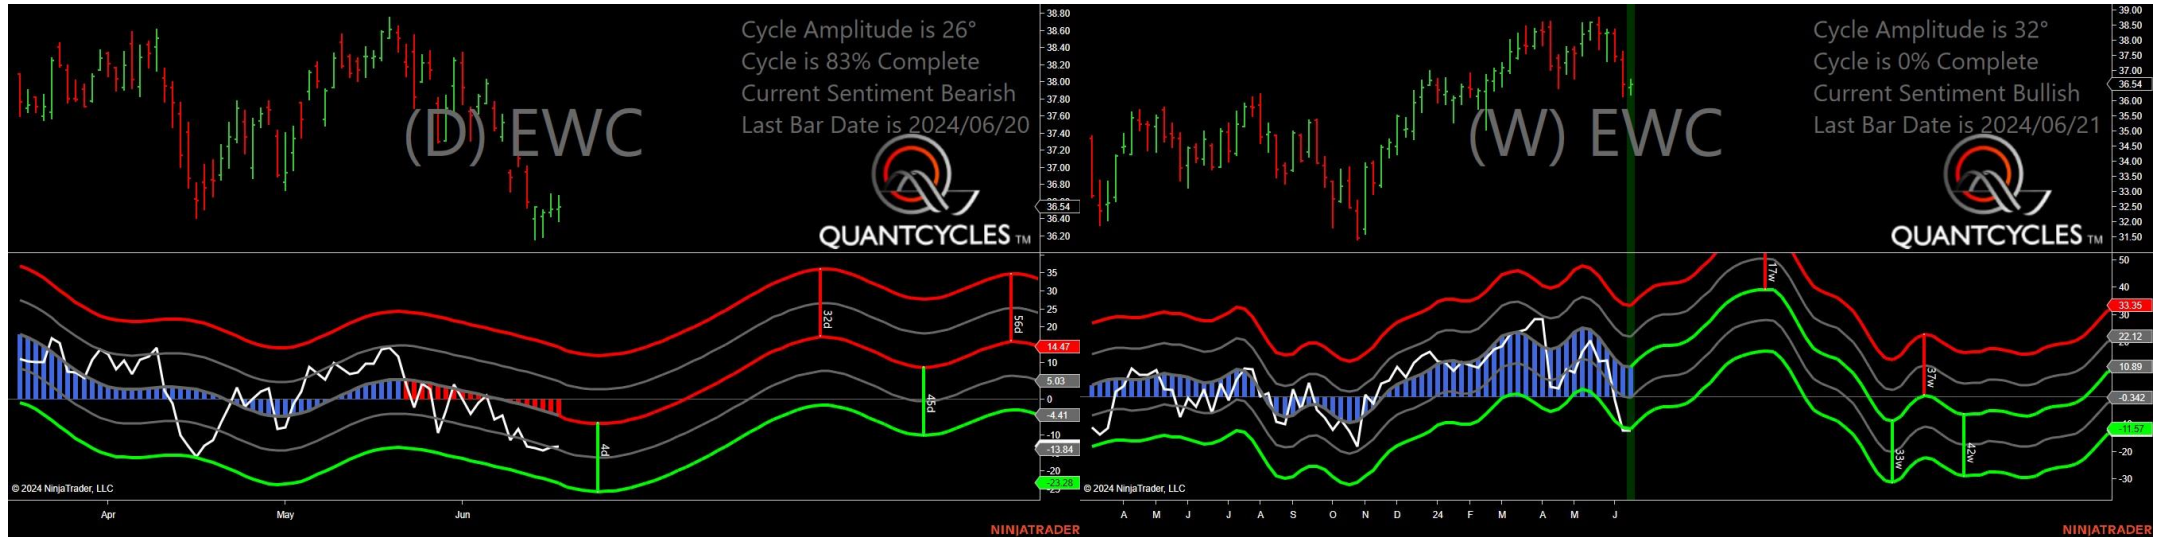 Cycle Amplitude is 26°
Cycle is 83% Complete
Current Sentiment Bearish
Last Bar Date is 2024/06/20
(D) EWC
QUANTCYCLES TM
38.80
38.60
38.40
38.20
38.00
37.80
37.60
37.40
37.20
37.00
36.80
36.54
36.40
36.20
35
30
25
20
14.47
10
5.03
0
-4.41
-10
-13.84
-20
-23.28
32d
56d
45d
4d
© 2024 NinjaTrader, LLC
Apr
May
Jun
NINJATRADER
Cycle Amplitude is 32°
Cycle is 0% Complete
Current Sentiment Bullish
Last Bar Date is 2024/06/21
(W) EWC
QUANTCYCLES TM
39.00
38.50
38.00
37.50
37.00
36.54
36.00
35.50
35.00
34.50
34.00
33.50
33.00
32.50
32.00
31.50
50
40
33.35
30
22.12
10.89
-0.342
-11.57
-20
-30
17w
37w
33w
42w
© 2024 NinjaTrader, LLC
A M J J A S O N D 24 F M A M J
NINJATRADER